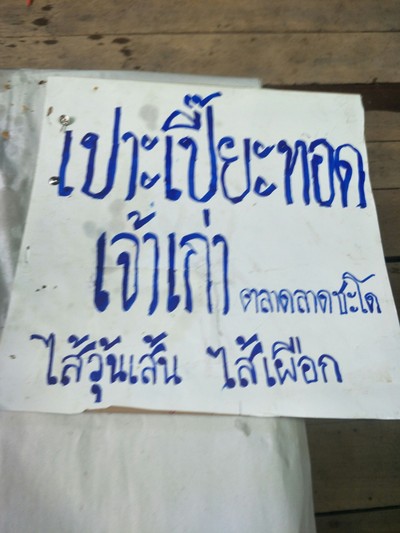 เปาะเปี๊ยะทอด
เจ้าเก่า ตลาดลาดชะโด
ไส้วุ้นเส้น ไส้เผือก